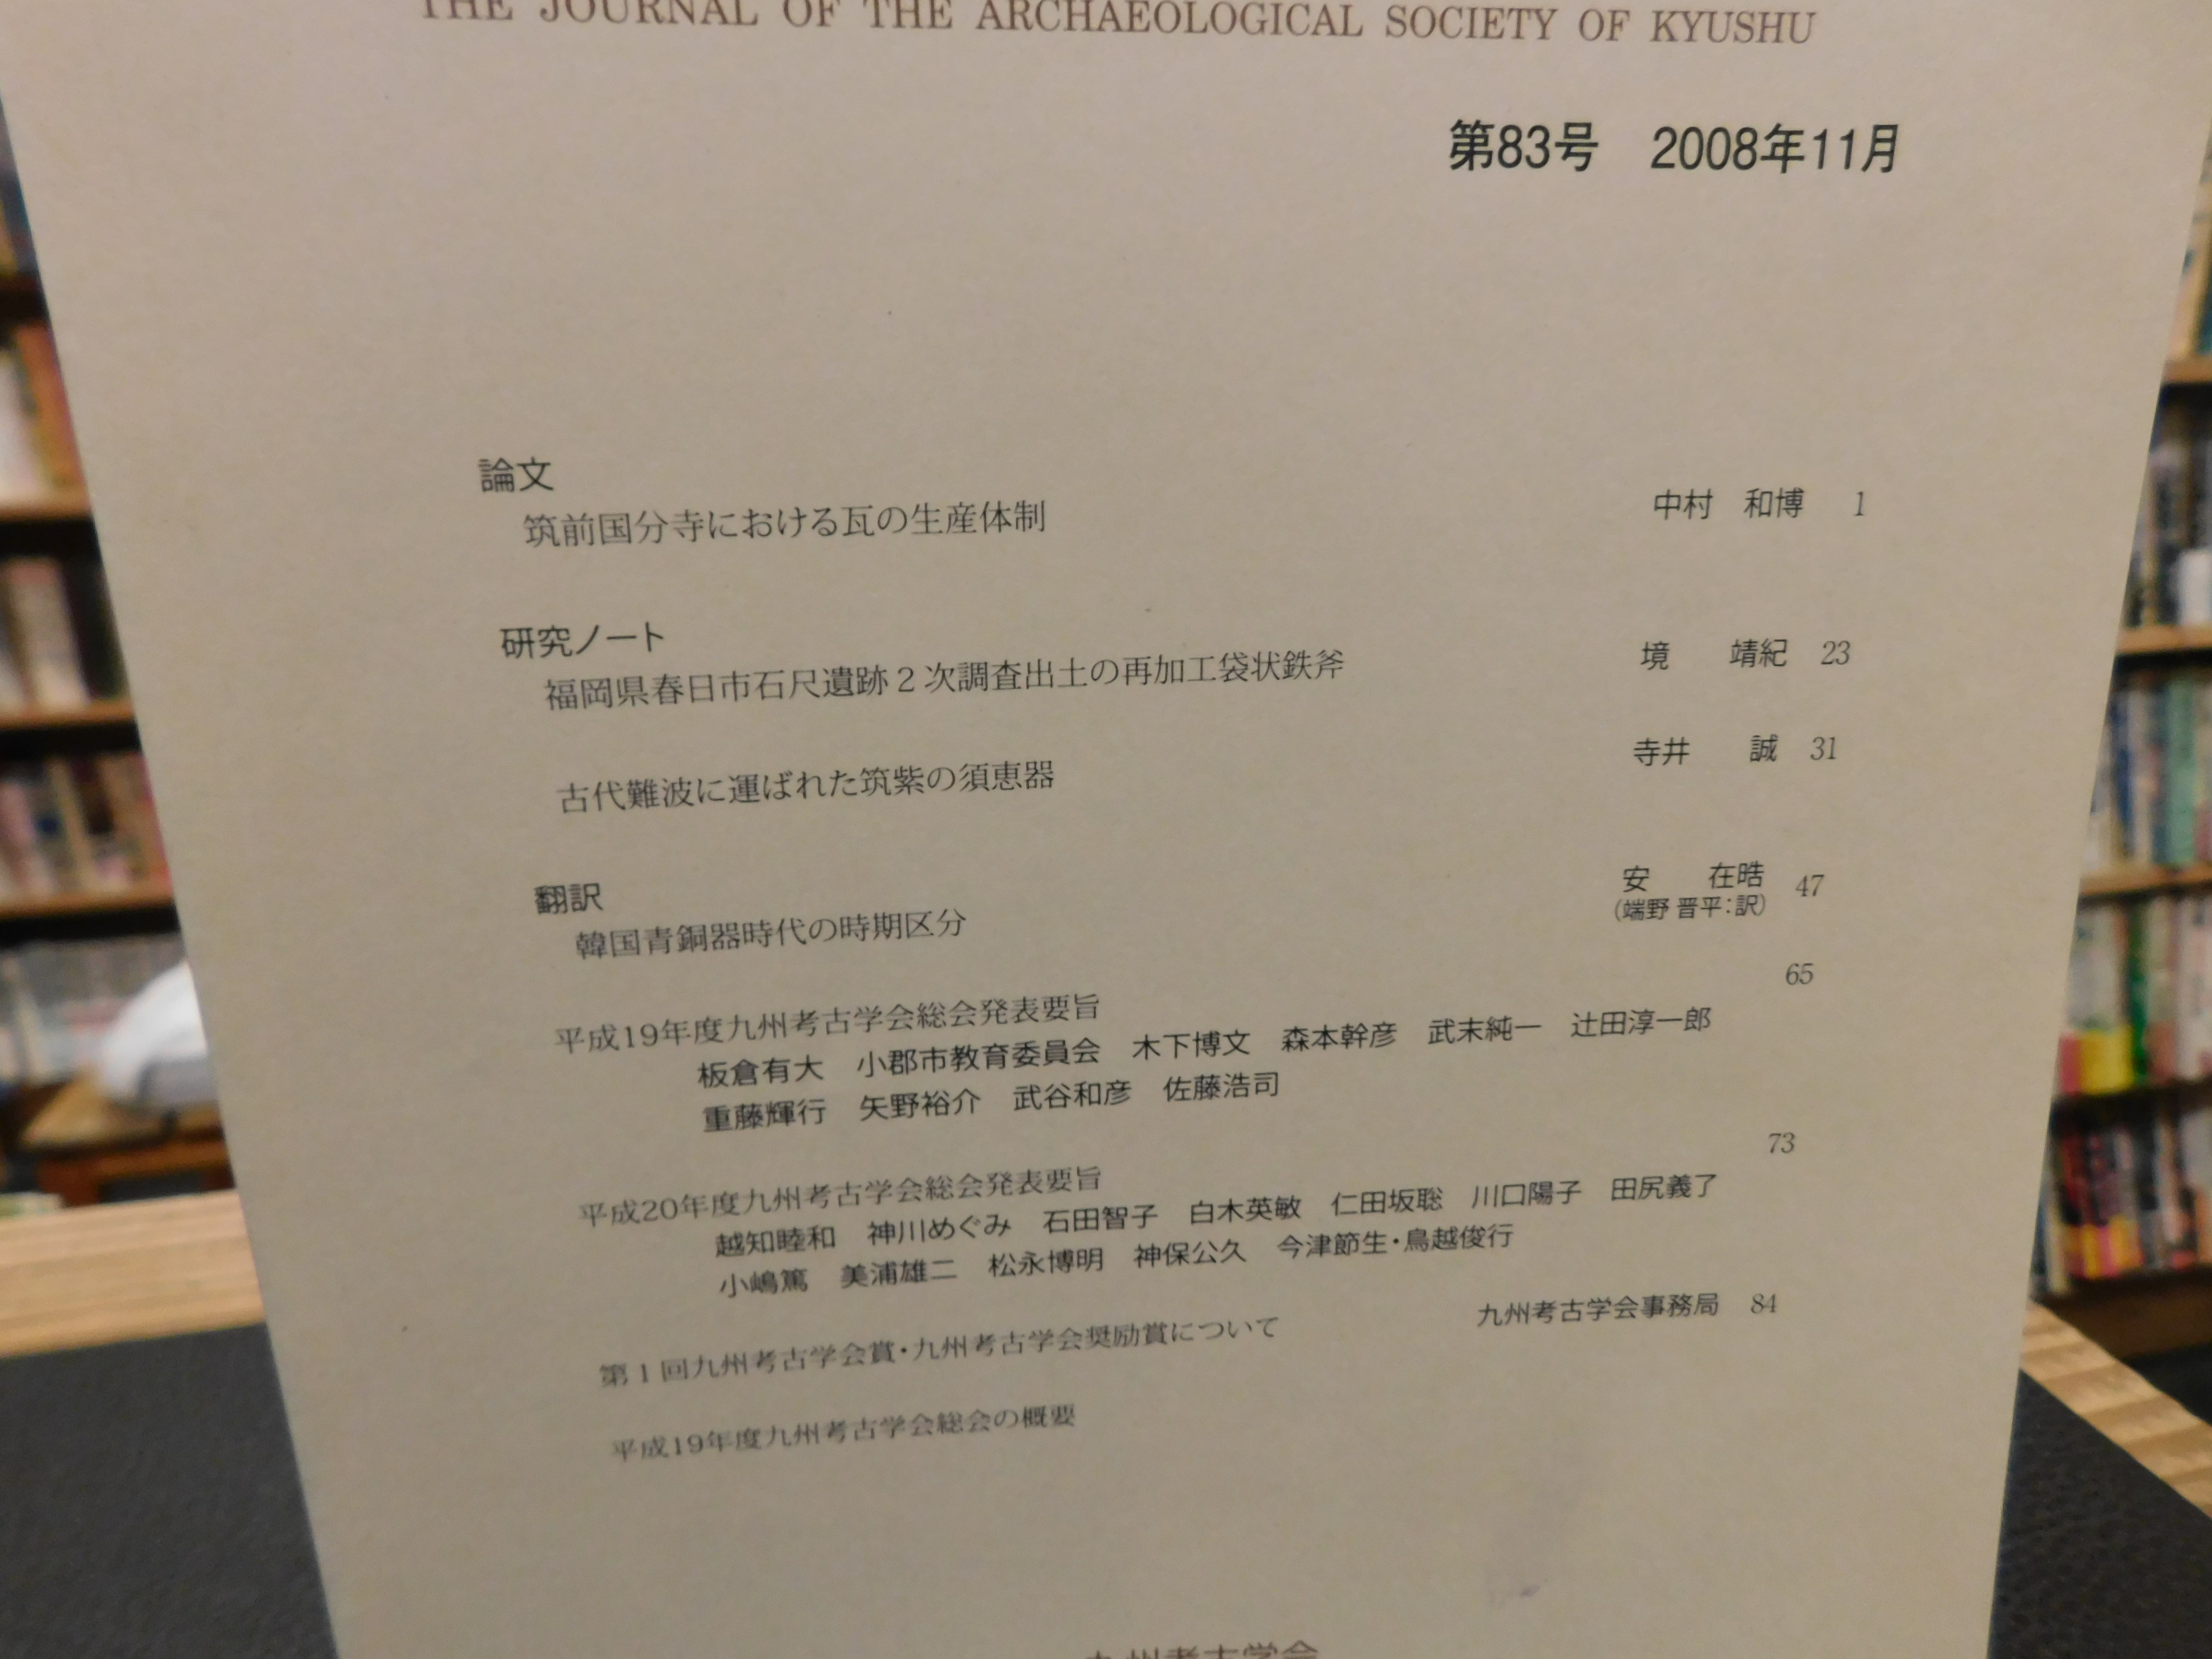 THE JOURNAL OF THE ARCHAEOLOGICAL SOCIETY OF KYUSHU
第83号　2008年11月
論文
筑前国分寺における瓦の生産体制　中村　和博　1
研究ノート
福岡県春日市石尺遺跡２次調査出土の再加工袋状鉄斧　境　靖紀　23
古代難波に運ばれた筑紫の須恵器　寺井　誠　31
翻訳
韓国青銅器時代の時期区分　安　在晧　47
（端野 晋平：訳）
平成19年度九州考古学会総会発表要旨　65
板倉有大　小郡市教育委員会　木下博文　森本幹彦　武末純一　辻田淳一郎
重藤輝行　矢野裕介　武谷和彦　佐藤浩司
平成20年度九州考古学会総会発表要旨　73
越知睦和　神川めぐみ　石田智子　白木英敏　仁田坂聡　川口陽子　田尻義了
小嶋篤　美浦雄二　松永博明　神保公久　今津節生・鳥越俊行
第１回九州考古学会賞・九州考古学会奨励賞について　九州考古学会事務局　84
平成19年度九州考古学会総会の概要
九州考古学会